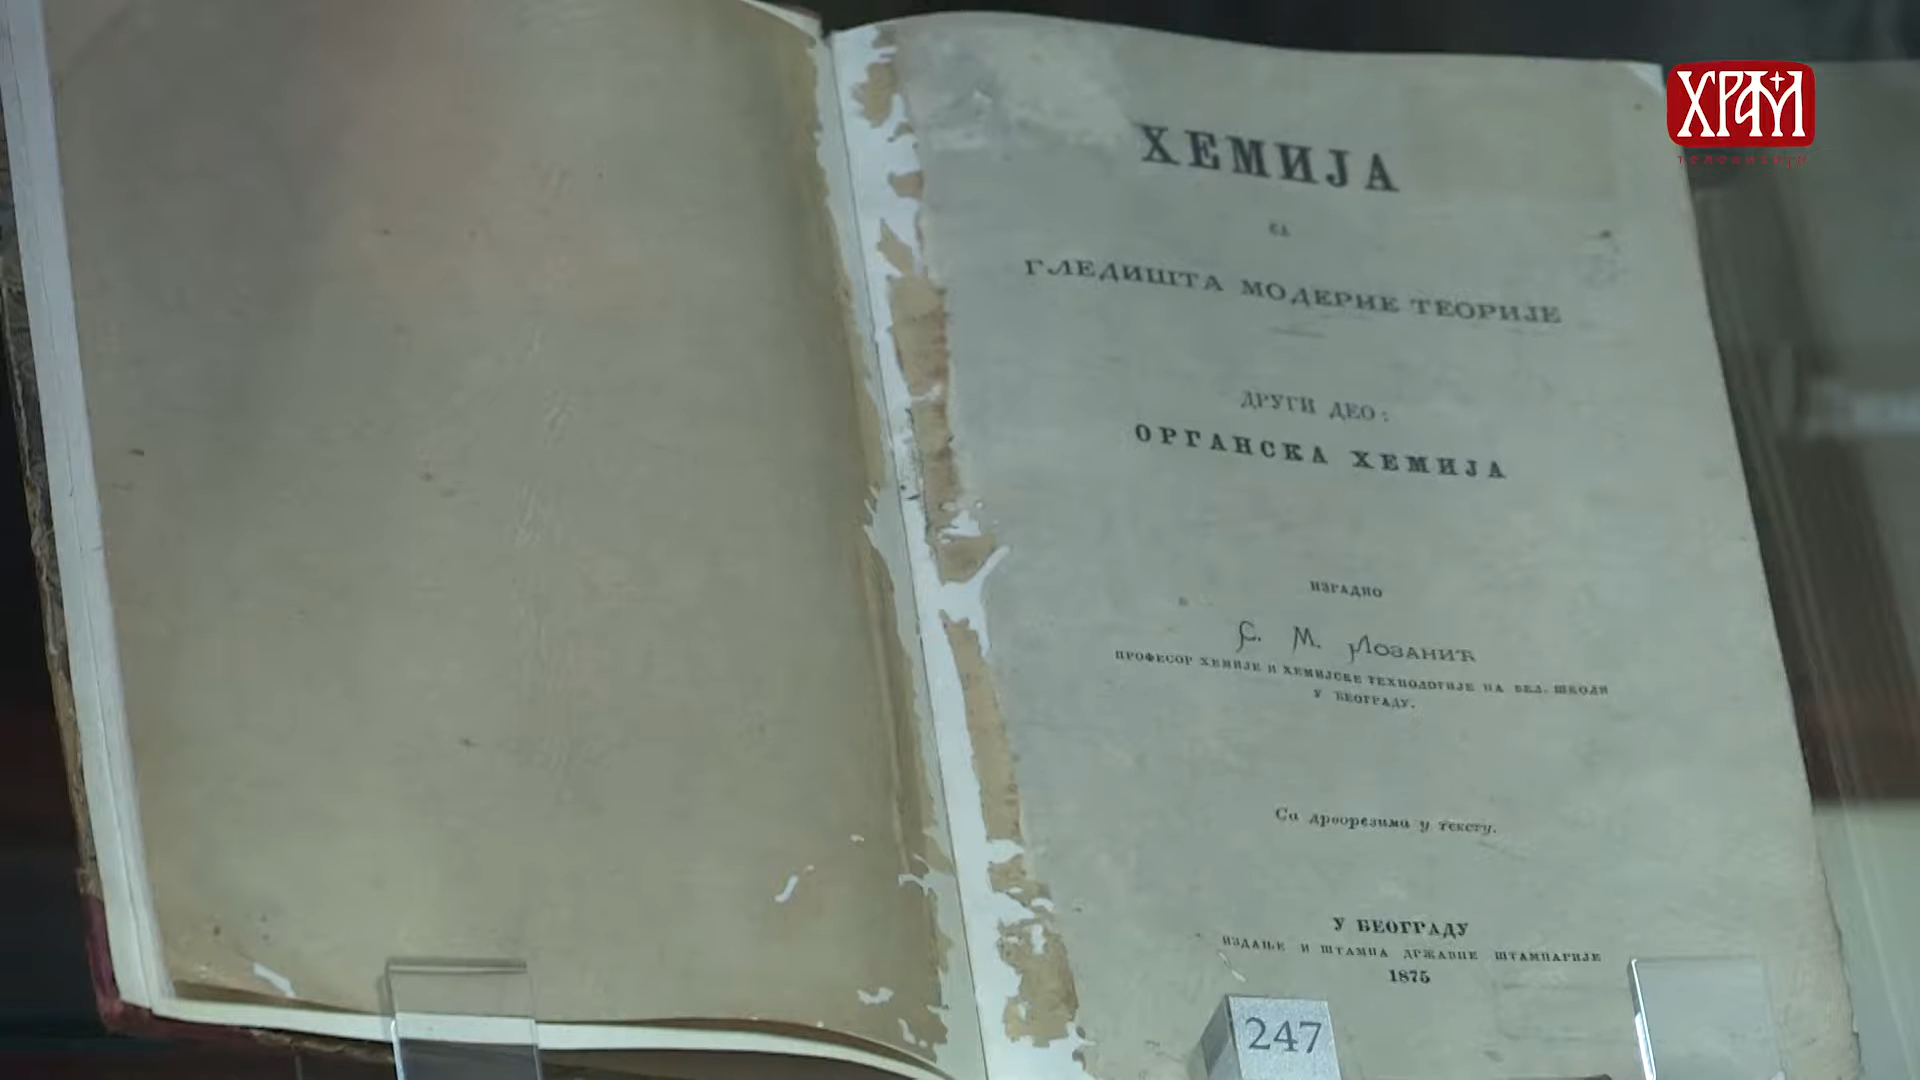 ХЕМИЈА
СА
ГЛЕДИШТА МОДЕРНЕ ТЕОРИЈЕ
ДРУГИ ДЕО:
ОРГАНСКА ХЕМИЈА
ИЗРАДИО
С. М. ЛОЗАНИЋ
ПРОФЕСОР ХЕМИЈЕ И ХЕМИЈСКЕ ТЕХНОЛОГИЈЕ НА ВЕЛ. ШКОЛИ
У БЕОГРАДУ.
Са дрворезима у тексту.
У БЕОГРАДУ
ИЗДАЊЕ И ШТАМПА ДРЖАВНЕ ШТАМПАРИЈЕ
1875
247
ХРАМ
телевизија